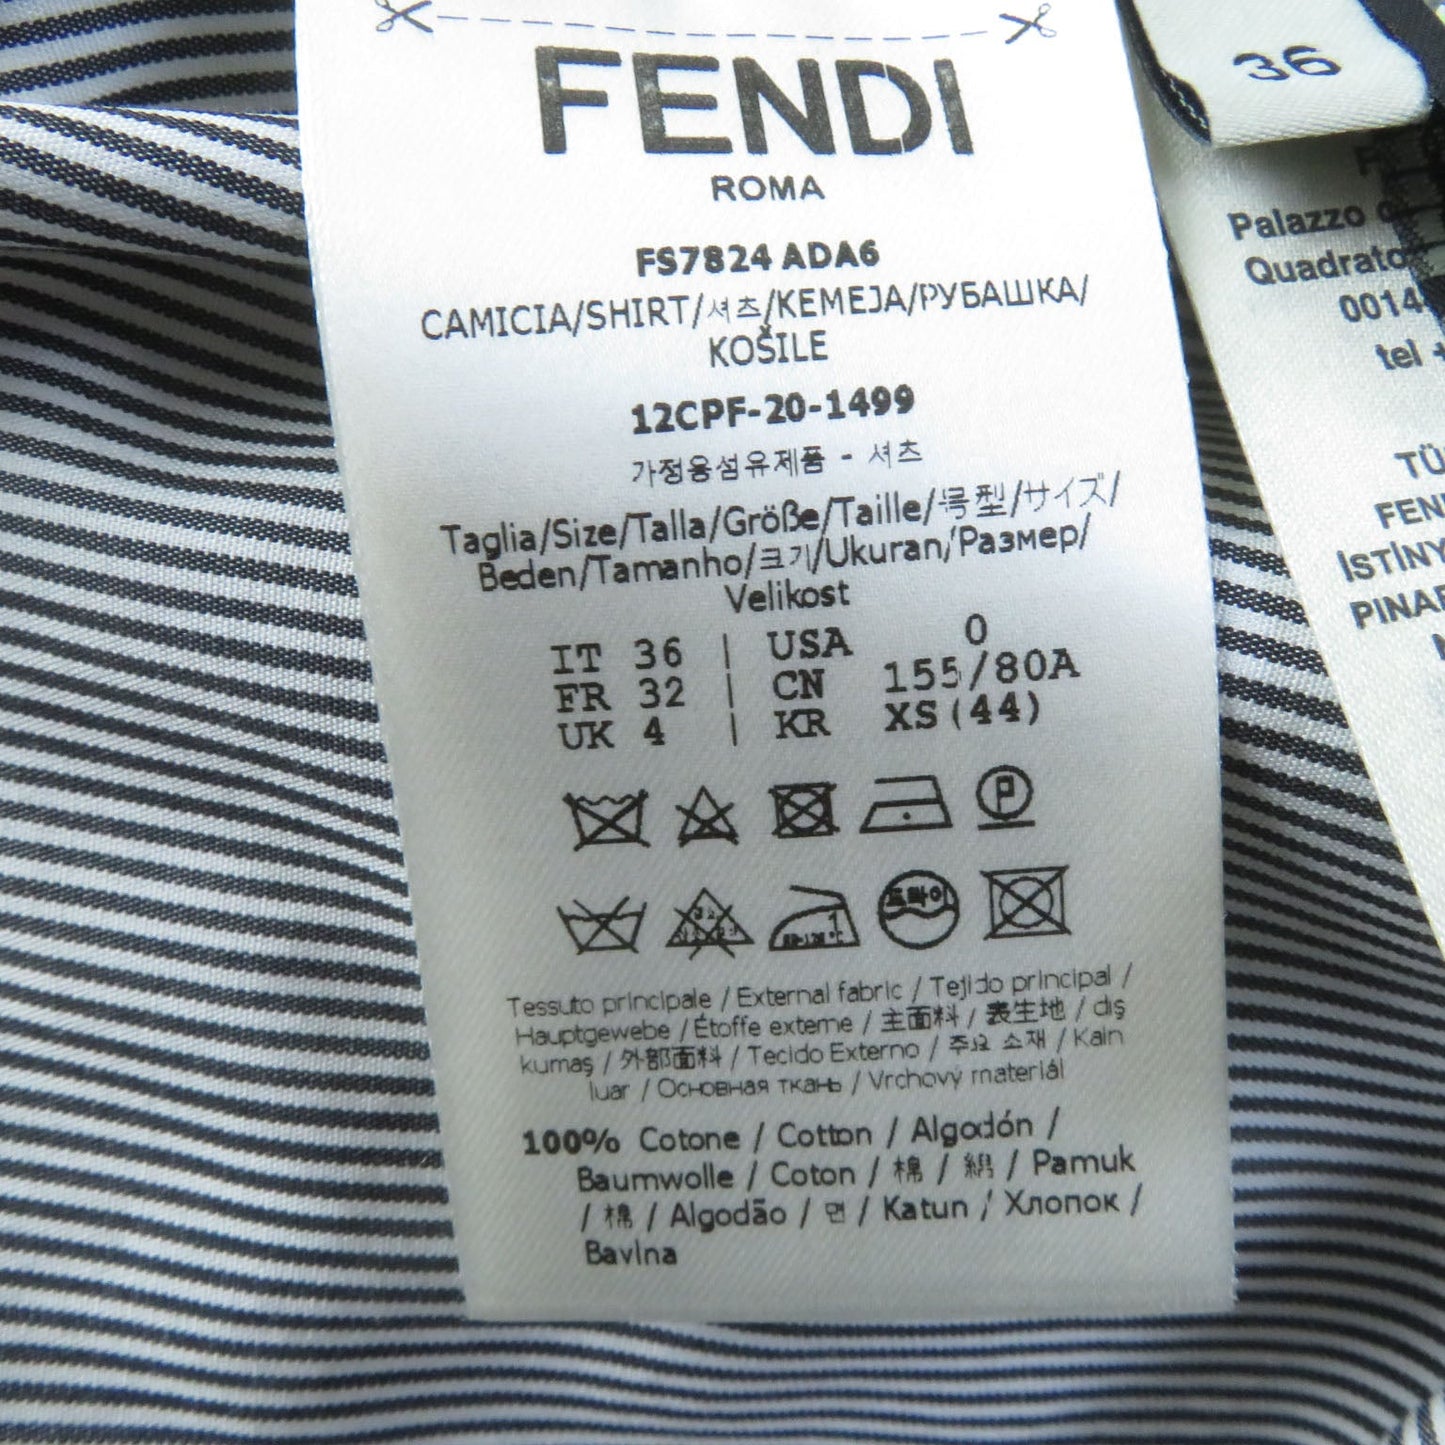 FENDI
ROMA
FS7824 ADA6
CAMICIA/SHIRT/셔츠/KEMEJA/РУБАШКА/
KOŠILE
12CPF-20-1499
가정용섬유제품 - 셔츠
Taglia/Size/Talla/Größe/Taille/号型/サイズ/
Beden/Tamanho/크기/Ukuran/Размер/
Velikost
IT 36 | USA 0
FR 32 | CN 155/80A
UK 4 | KR XS(44)
P
드라이
Tessuto principale / External fabric / Tejido principal /
Hauptgewebe / Étoffe externe / 主面料 / 表生地 / dış
kumaş / 外部面料 / Tecido Externo / 주요 소재 / Kain
luar / Основная ткань / Vrchový materiál
100% Cotone / Cotton / Algodón /
Baumwolle / Coton / 棉 / 綿 / Pamuk
/ 棉 / Algodão / 면 / Katun / Хлопок /
Bavlna
36
Palazzo
Quadrato
0014
tel +
TÜ
FEN
İSTİNY
PINAR